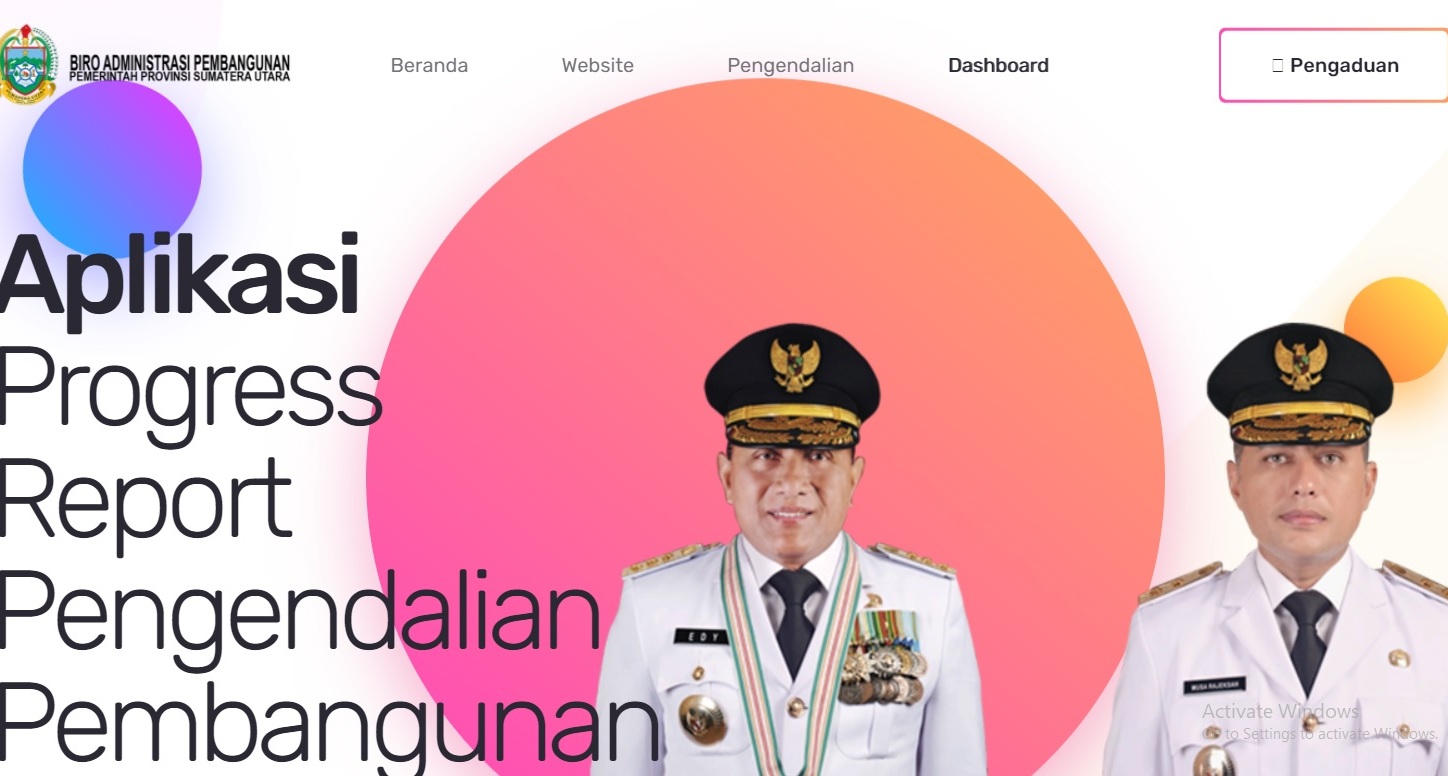 BIRO ADMINISTRASI PEMBANGUNAN
PEMERINTAH PROVINSI SUMATERA UTARA
Beranda
Website
Pengendalian
Dashboard
Pengaduan
Aplikasi
Progress
Report
Pengendalian
Pembangunan
EDY
MUSA RAJEKSAH
Activate Windows
Go to Settings to activate Windows.